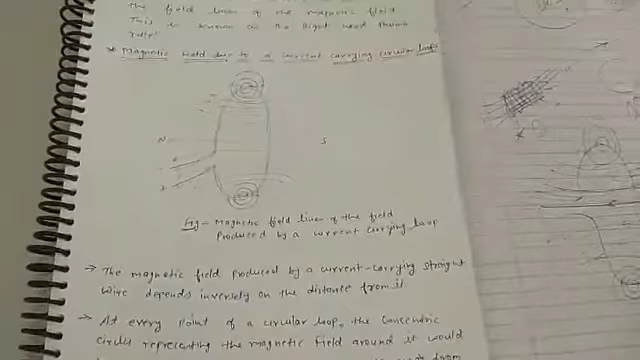 the field lines of the magnetic field
This is known as the Right hand thumb
rule.
* Magnetic Field due to a current carrying circular loop
N
S
Fig - Magnetic field lines of the field
Produced by a current carrying loop
→ The magnetic field produced by a current-carrying straight
wire depends inversely on the distance from it
→ At every point of a circular loop, the concentric
circles representing the magnetic field around it would
from